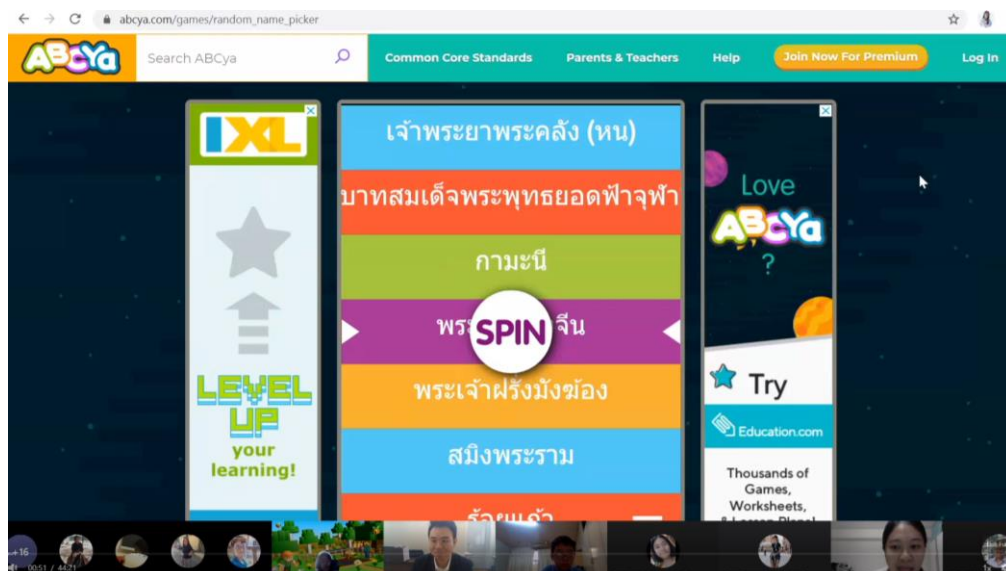 abcya.com/games/random_name_picker
ABCya
Search ABCya
Common Core Standards
Parents & Teachers
Help
Join Now For Premium
Log In
IXL
LEVEL
UP
your
learning!
เจ้าพระยาพระคลัง (หน)
บาทสมเด็จพระพุทธยอดฟ้าจุฬา
กามะนี
SPIN
จีน
พระเจ้าฝรั่งมังฆ้อง
สมิงพระราม
Love
ABCYa
?
Try
Education.com
Thousands of
Games,
Worksheets,
+16
00:51 / 44:21